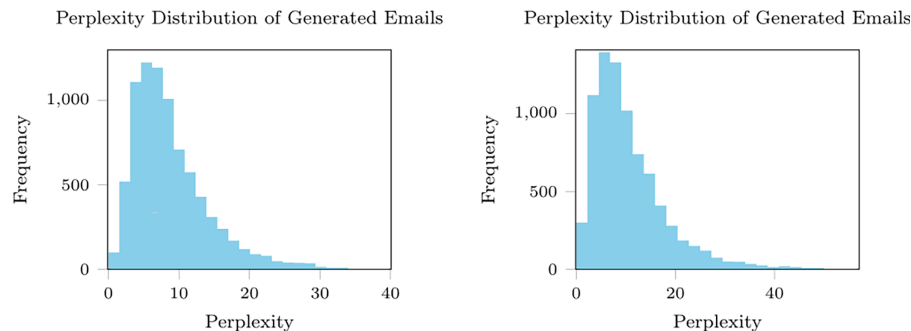 Perplexity Distribution of Generated Emails
1,000
500
0
Frequency
0 10 20 30 40
Perplexity
Perplexity Distribution of Generated Emails
1,000
500
0
Frequency
0 20 40
Perplexity